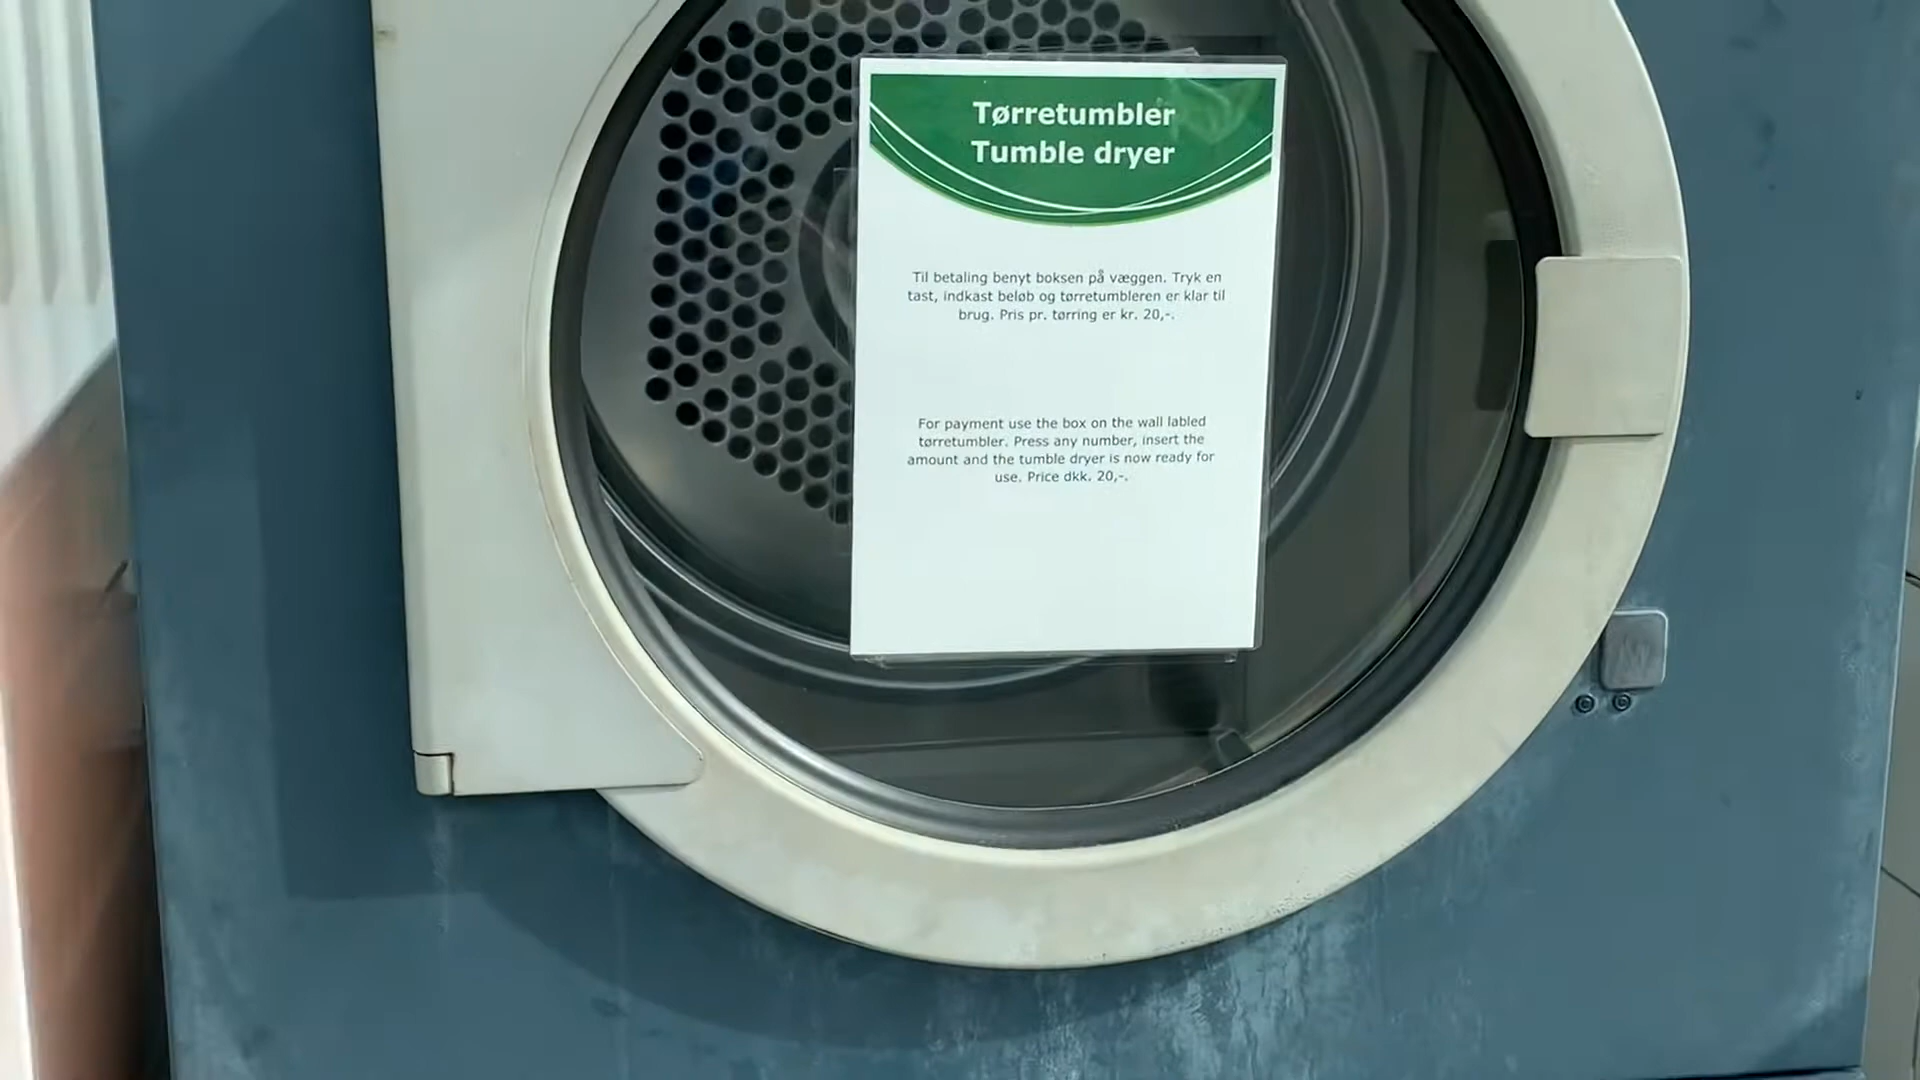 Tørretumbler
Tumble dryer
Til betaling benyt boksen på væggen. Tryk en
tast, indkast beløb og tørretumbleren er klar til
brug. Pris pr. tørring er kr. 20,-.
For payment use the box on the wall labled
tørretumbler. Press any number, insert the
amount and the tumble dryer is now ready for
use. Price dkk. 20,-.